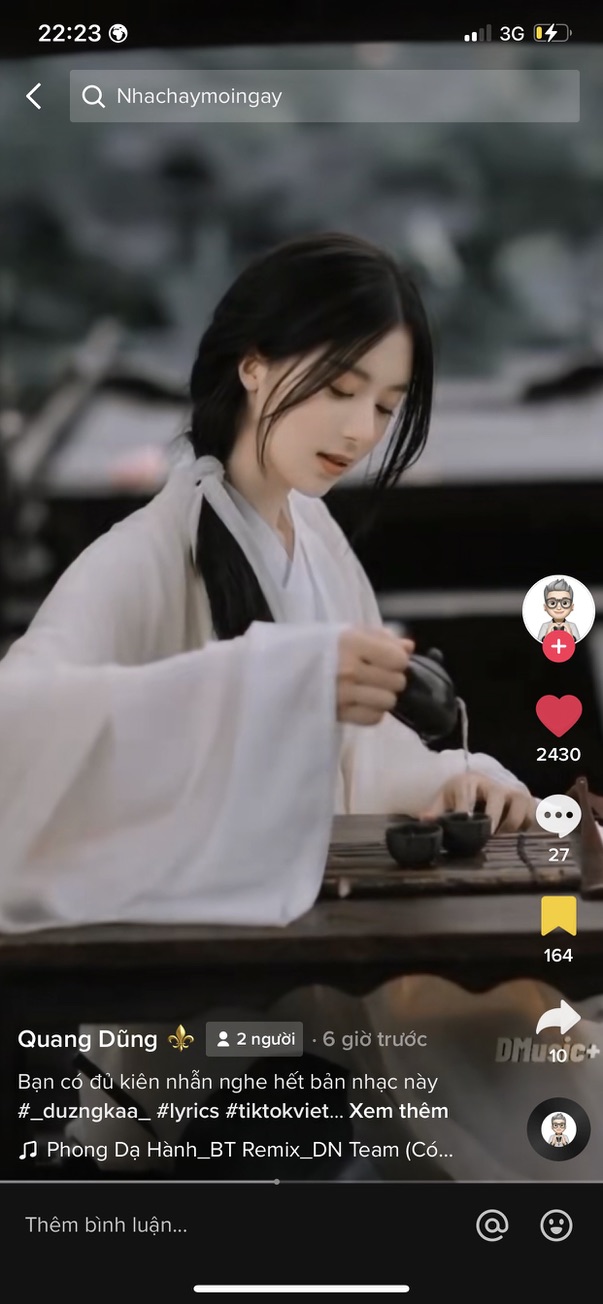 22:23
3G
Nhachaymoingay
2430
27
164
10
DMusic+
Quang Dũng ⚜️ 2 người · 6 giờ trước
Bạn có đủ kiên nhẫn nghe hết bản nhạc này
#_duzngkaa_ #lyrics #tiktokviet... Xem thêm
Phong Dạ Hành_BT Remix_DN Team (Có...
Thêm bình luận...